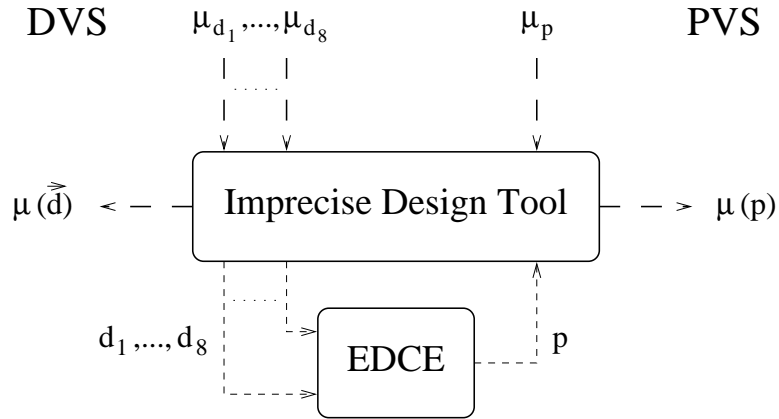 DVS μd1,...,μd8 μp PVS
.....
μ(d⃗) Imprecise Design Tool μ(p)
.....
d1,...,d8 EDCE p